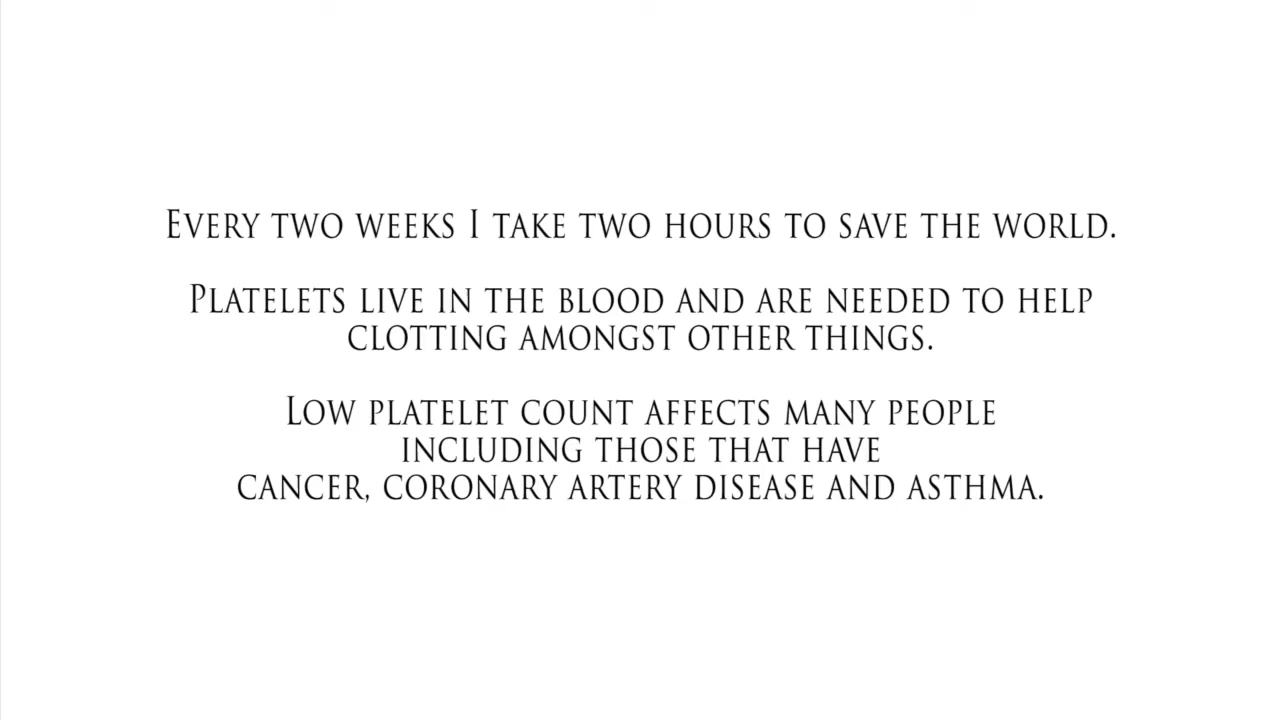 Every two weeks I take two hours to save the world.
Platelets live in the blood and are needed to help
clotting amongst other things.
Low platelet count affects many people
including those that have
cancer, coronary artery disease and asthma.